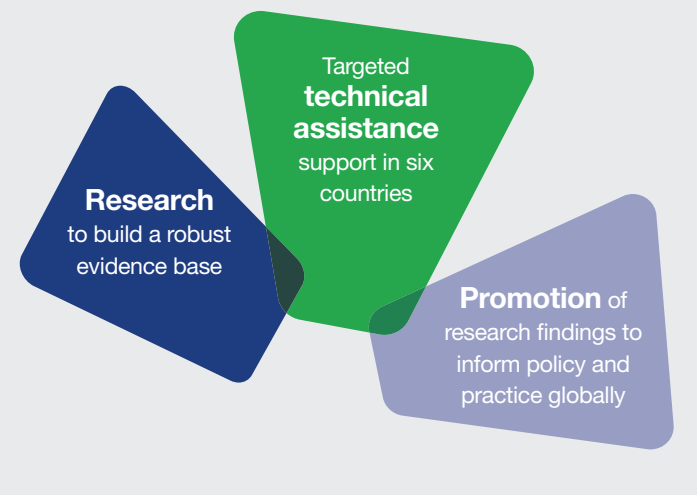 Targeted
technical
assistance
support in six
countries
Research
to build a robust
evidence base
Promotion of
research findings to
inform policy and
practice globally